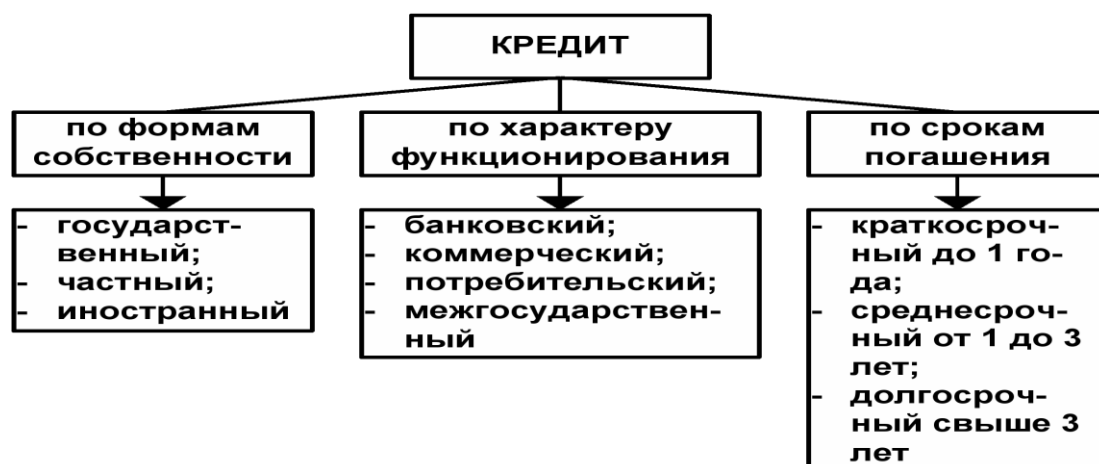 КРЕДИТ
по формам
собственности
по характеру
функционирования
по срокам
погашения
- государст-
венный;
- частный;
- иностранный
- банковский;
- коммерческий;
- потребительский;
- межгосударствен-
ный
- краткосроч-
ный до 1 го-
да;
- среднесроч-
ный от 1 до 3
лет;
- долгосроч-
ный свыше 3
лет